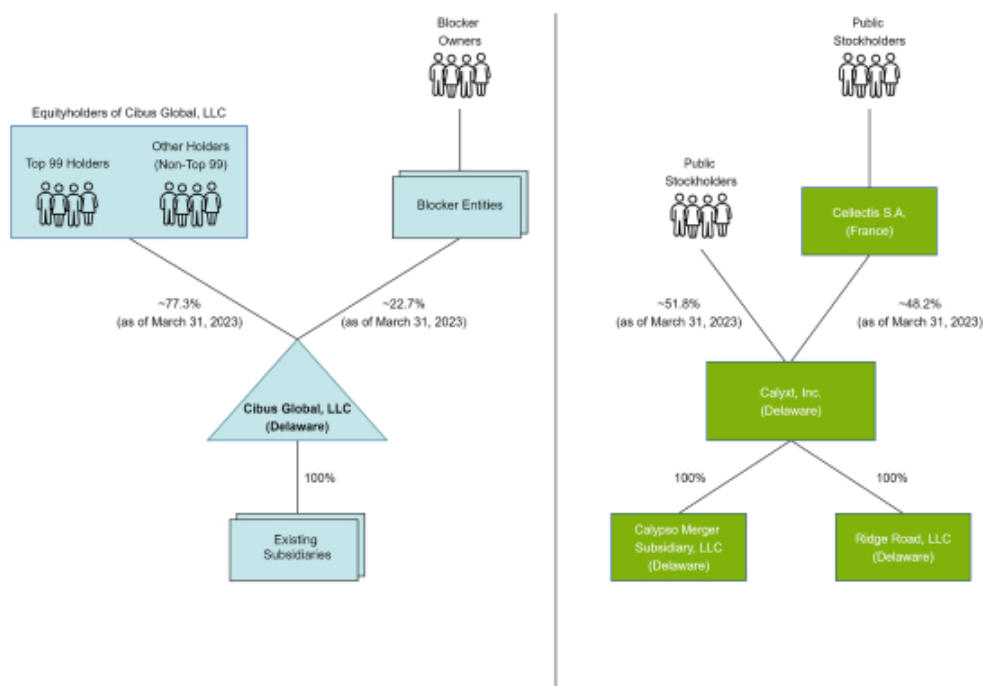 Blocker
Owners
Equityholders of Cibus Global, LLC
Top 99 Holders
Other Holders
(Non-Top 99)
Blocker Entities
~77.3%
(as of March 31, 2023)
~22.7%
(as of March 31, 2023)
Cibus Global, LLC
(Delaware)
100%
Existing
Subsidiaries
Public
Stockholders
Public
Stockholders
Cellectis S.A.
(France)
~51.8%
(as of March 31, 2023)
~48.2%
(as of March 31, 2023)
Calyxt, Inc.
(Delaware)
100%
100%
Calypso Merger
Subsidiary, LLC
(Delaware)
Ridge Road, LLC
(Delaware)